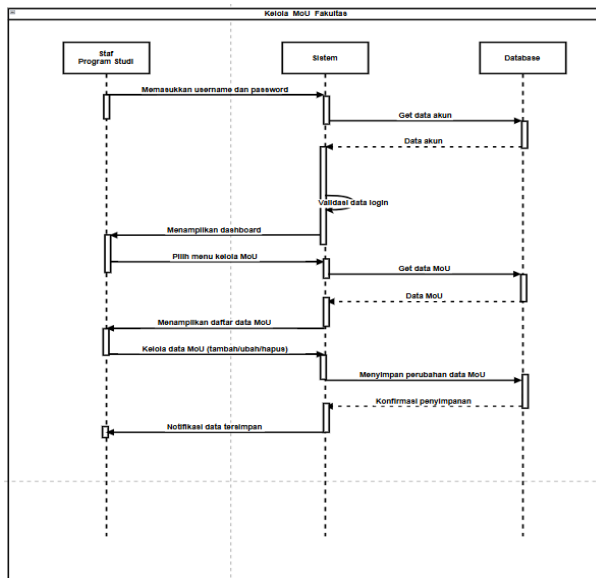 Kelola MoU Fakultas
Staf
Program Studi
Sistem
Database
Memasukkan username dan password
Get data akun
Data akun
Validasi data login
Menampilkan dashboard
Pilih menu kelola MoU
Get data MoU
Data MoU
Menampilkan daftar data MoU
Kelola data MoU (tambah/ubah/hapus)
Menyimpan perubahan data MoU
Konfirmasi penyimpanan
Notifikasi data tersimpan